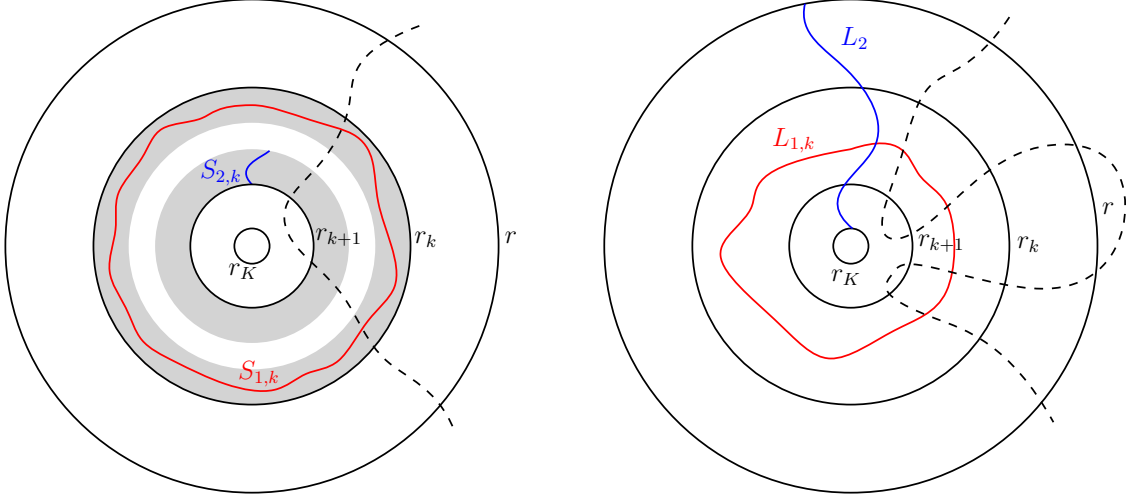 S_{2,k}
r_{k+1}
r_k
r
r_K
S_{1,k}
L_2
L_{1,k}
r
r_{k+1}
r_k
r_K